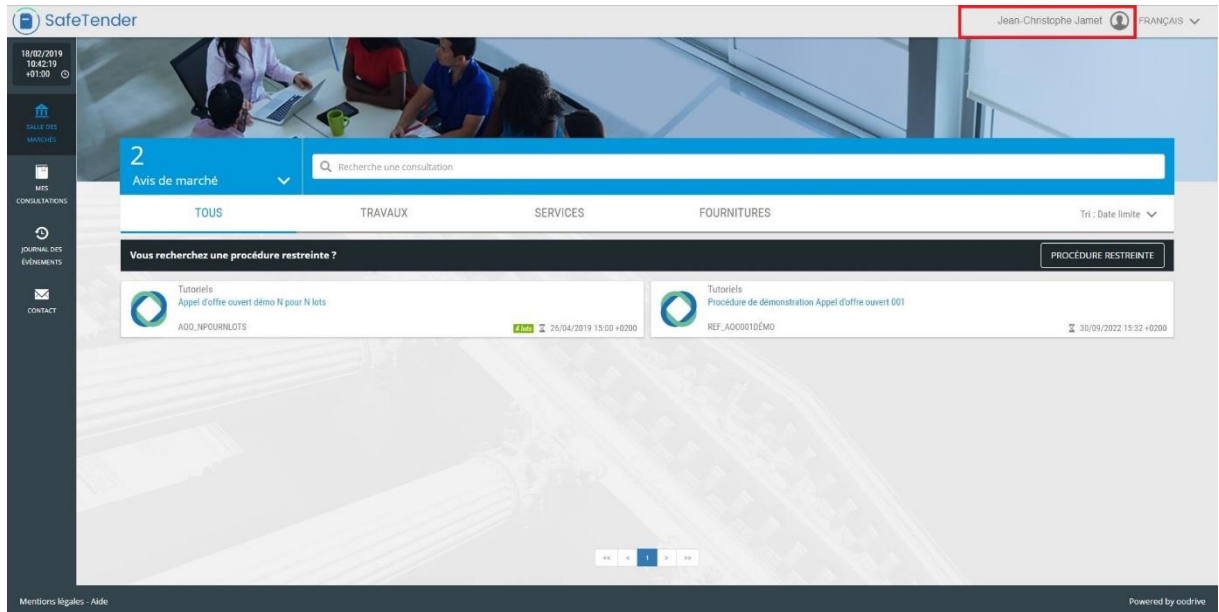 SafeTender
Jean-Christophe Jamet
FRANÇAIS
18/02/2019
10:42:19
+01:00
SALLE DES
MARCHÉS
MES
CONSULTATIONS
JOURNAL DES
ÉVÈNEMENTS
CONTACT
2
Avis de marché
Recherche une consultation
TOUS
TRAVAUX
SERVICES
FOURNITURES
Tri : Date limite
Vous recherchez une procédure restreinte ?
PROCÉDURE RESTREINTE
Tutoriels
Appel d'offre ouvert démo N pour N lots
AOO_NPOURNLOTS
4 lots 26/04/2019 15:00 +0200
Tutoriels
Procédure de démonstration Appel d'offre ouvert 001
REF_AOO001DÉMO
30/09/2022 15:32 +0200
<< < 1 > >>
Mentions légales - Aide
Powered by oodrive